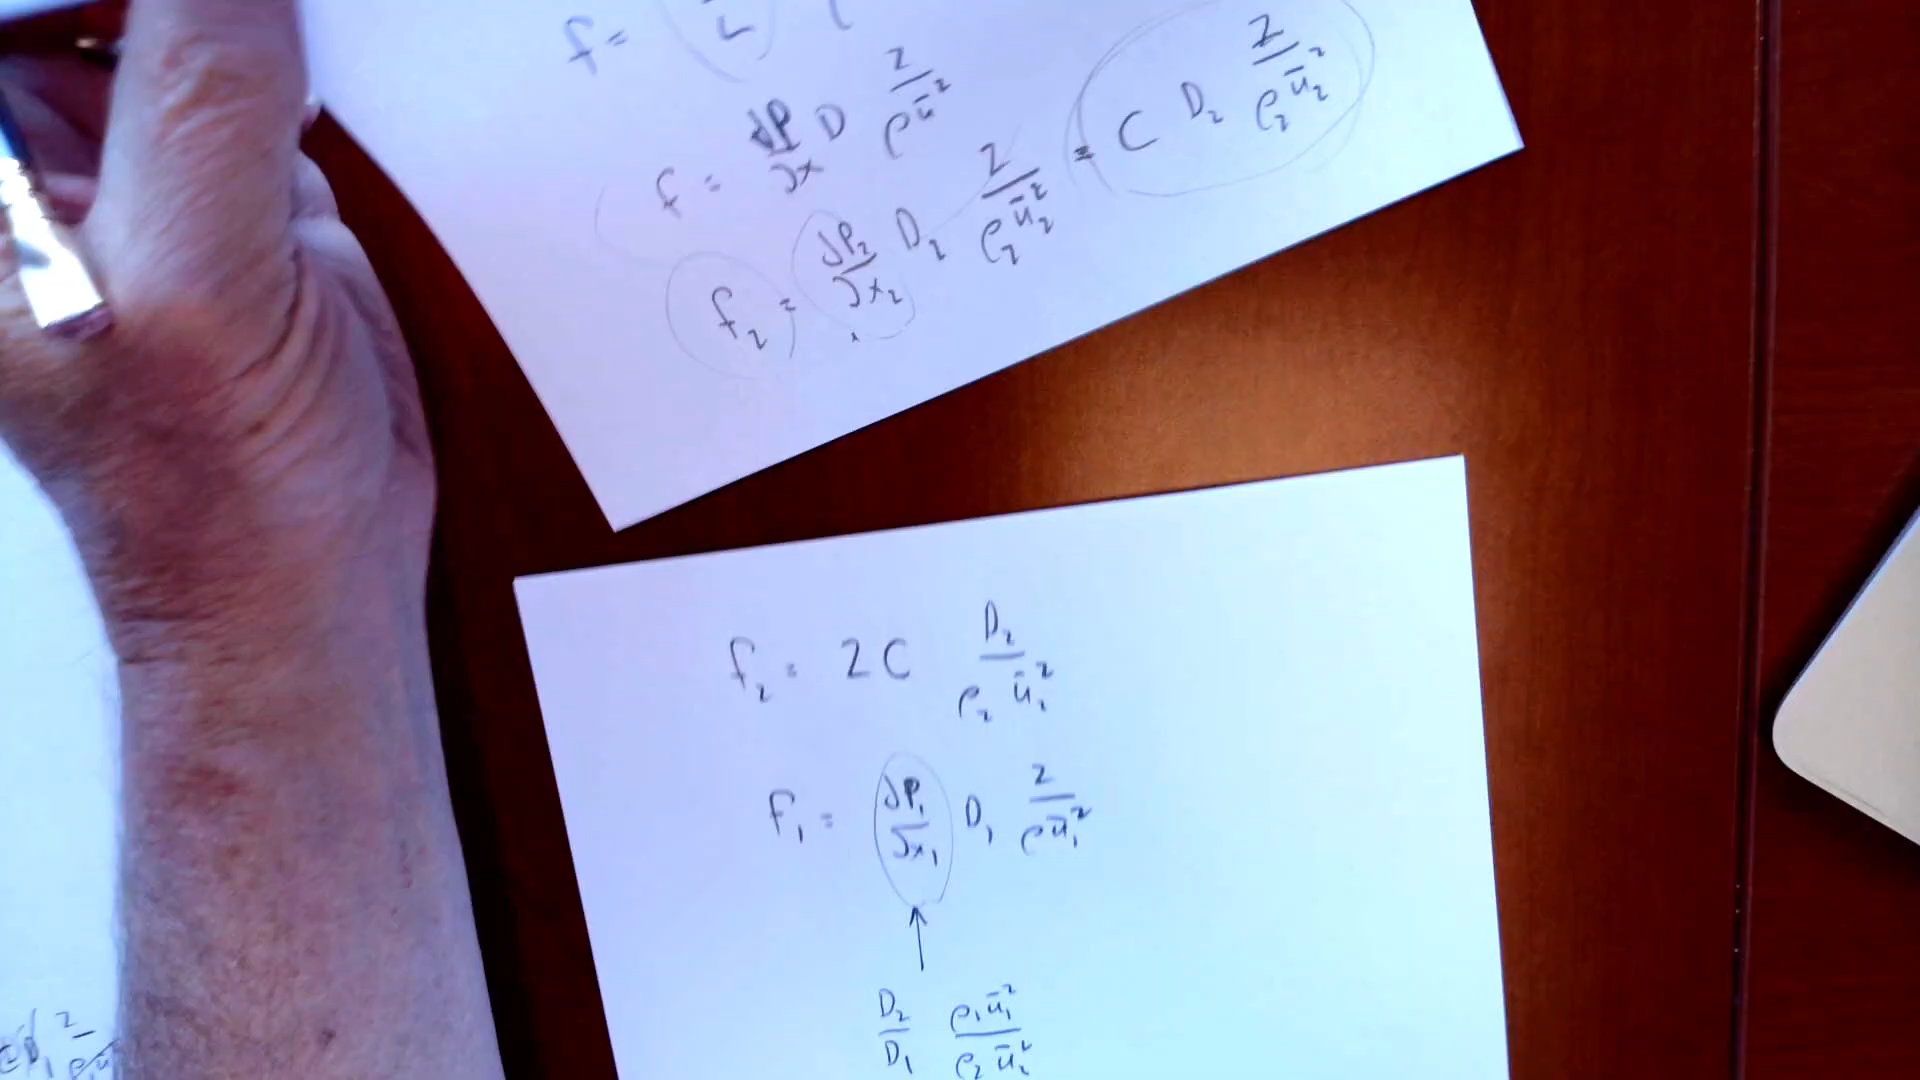 f =
f = ∂P/∂x D 2/ρū²
f₂ = ∂P₂/∂x₂ D₂ 2/ρ₂ū₂² = C D₂ 2/ρ₂ū₂²
f₂ = 2C D₂/ρ₂ū₂²
f₁ = ∂P₁/∂x₁ D₁ 2/ρū₁²
D₂/D₁ ρ₁ū₁²/ρ₂ū₂²